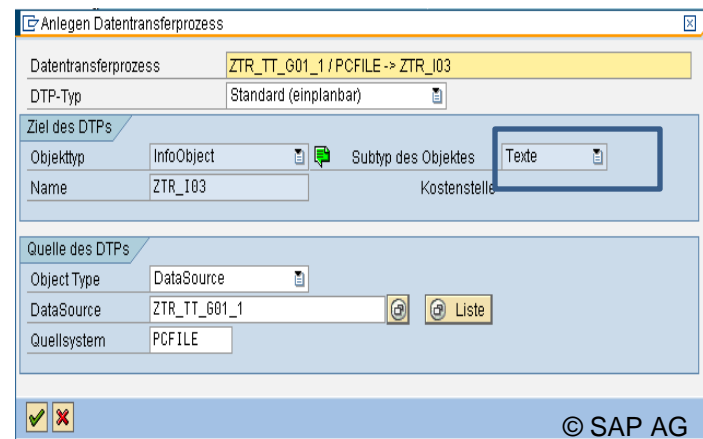 Anlegen Datentransferprozess
Datentransferprozess ZTR_TT_G01_1 / PCFILE -> ZTR_I03
DTP-Typ Standard (einplanbar)
Ziel des DTPs
Objekttyp InfoObject Subtyp des Objektes Texte
Name ZTR_I03 Kostenstelle
Quelle des DTPs
Object Type DataSource
DataSource ZTR_TT_G01_1 Liste
Quellsystem PCFILE
© SAP AG